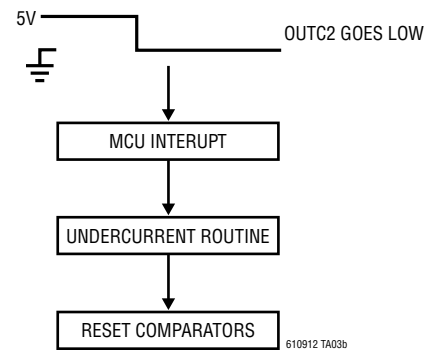 5V
OUTC2 GOES LOW
MCU INTERUPT
UNDERCURRENT ROUTINE
RESET COMPARATORS
610912 TA03b